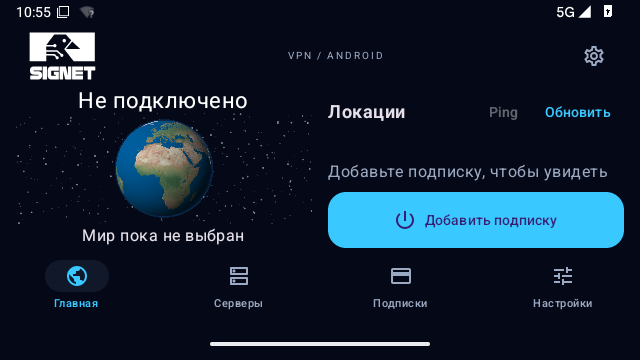 10:55
5G
SIGNET
VPN / ANDROID
Не подключено
Локации
Ping
Обновить
Добавьте подписку, чтобы увидеть
Добавить подписку
Мир пока не выбран
Главная
Серверы
Подписки
Настройки